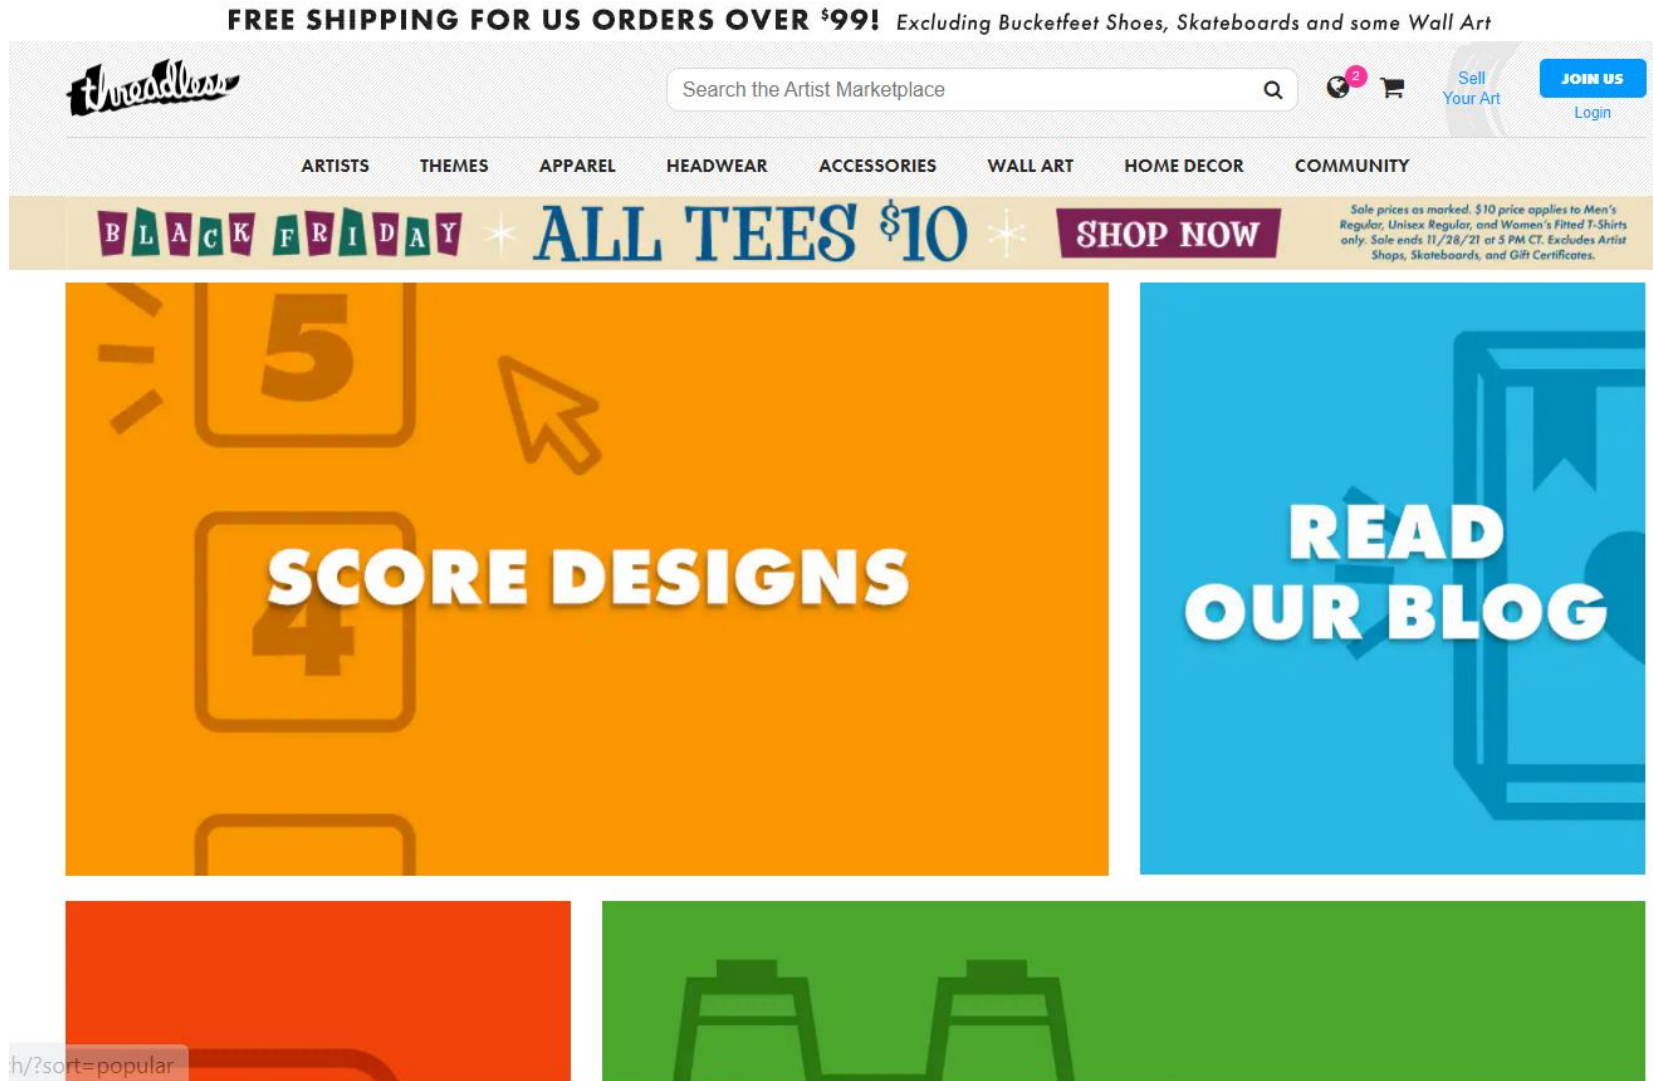 FREE SHIPPING FOR US ORDERS OVER $99! Excluding Bucketfeet Shoes, Skateboards and some Wall Art
threadless
Search the Artist Marketplace
2
Sell
Your Art
JOIN US
Login
ARTISTS THEMES APPAREL HEADWEAR ACCESSORIES WALL ART HOME DECOR COMMUNITY
BLACK FRIDAY ALL TEES $10 SHOP NOW
Sale prices as marked. $10 price applies to Men's
Regular, Unisex Regular, and Women's Fitted T-Shirts
only. Sale ends 11/28/21 at 5 PM CT. Excludes Artist
Shops, Skateboards, and Gift Certificates.
5
4
SCORE DESIGNS
READ
OUR BLOG
h/?sort=popular